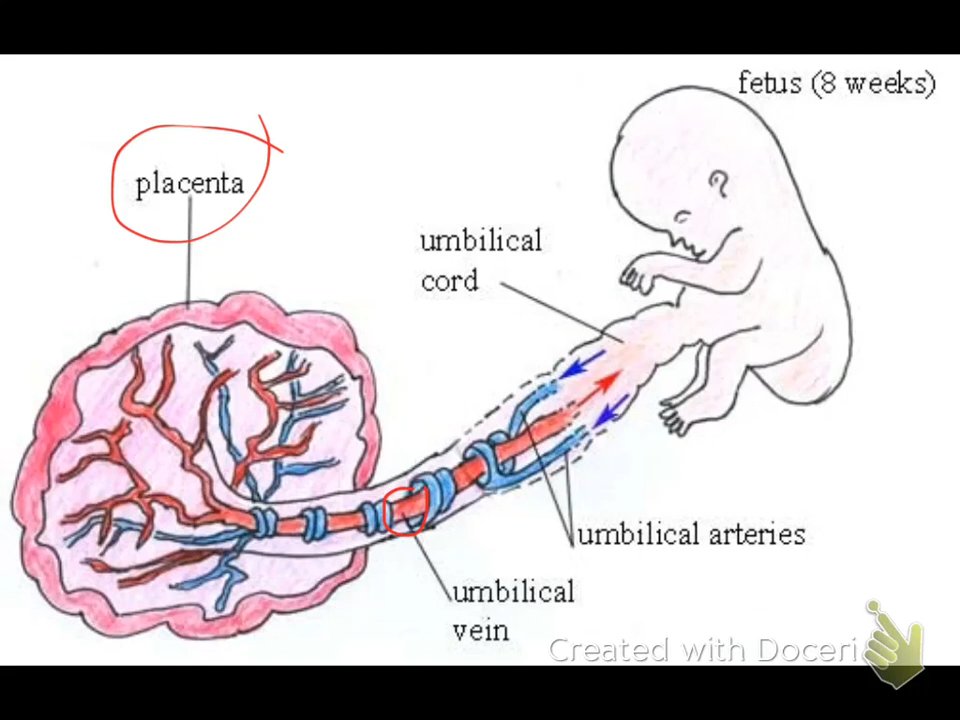 fetus (8 weeks)
placenta
umbilical
cord
umbilical arteries
umbilical
vein
Created with Doceri